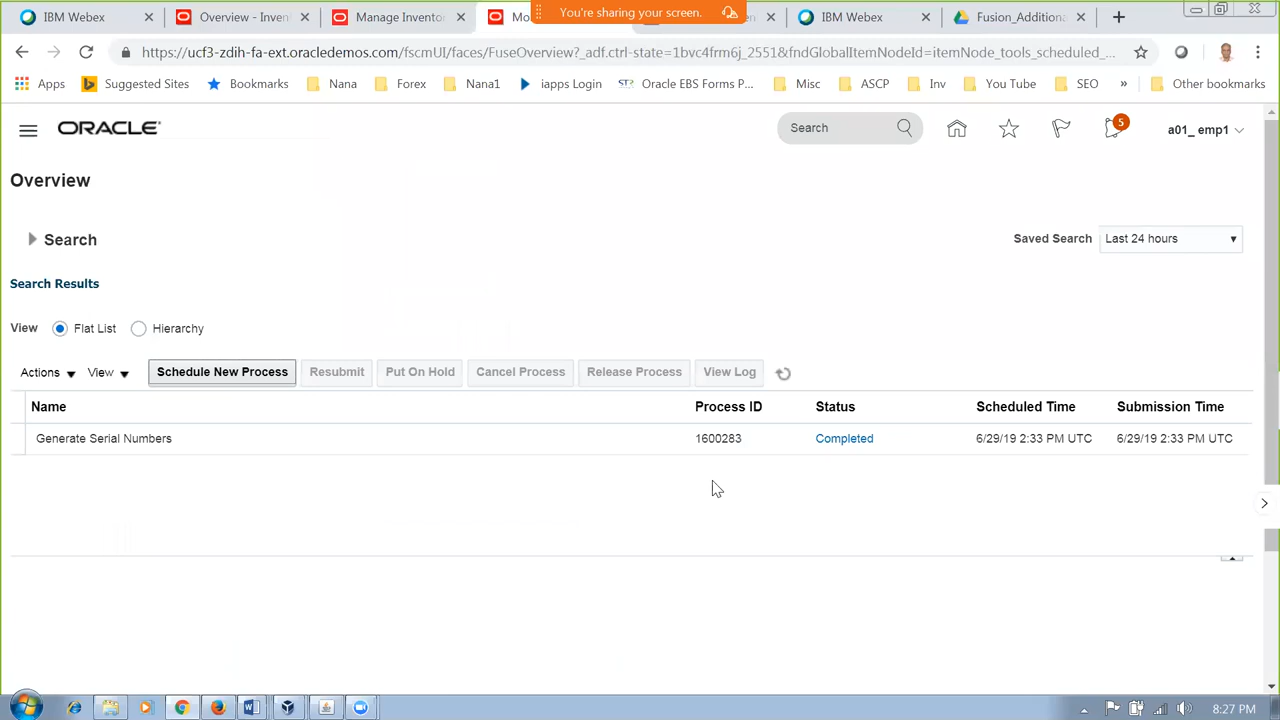 IBM Webex
Overview - Inven
Manage Invento
Mo
You're sharing your screen.
IBM Webex
Fusion_Additiona
https://ucf3-zdih-fa-ext.oracledemos.com/fscmUI/faces/FuseOverview?_adf.ctrl-state=1bvc4frm6j_2551&fndGlobalItemNodeId=itemNode_tools_scheduled_...
Apps
Suggested Sites
Bookmarks
Nana
Forex
Nana1
iapps Login
Oracle EBS Forms P...
Misc
ASCP
Inv
You Tube
SEO
»
Other bookmarks
ORACLE
Search
5
a01_ emp1
Overview
Search
Saved Search
Last 24 hours
Search Results
View
Flat List
Hierarchy
Actions
View
Schedule New Process
Resubmit
Put On Hold
Cancel Process
Release Process
View Log
Name
Process ID
Status
Scheduled Time
Submission Time
Generate Serial Numbers
1600283
Completed
6/29/19 2:33 PM UTC
6/29/19 2:33 PM UTC
8:27 PM